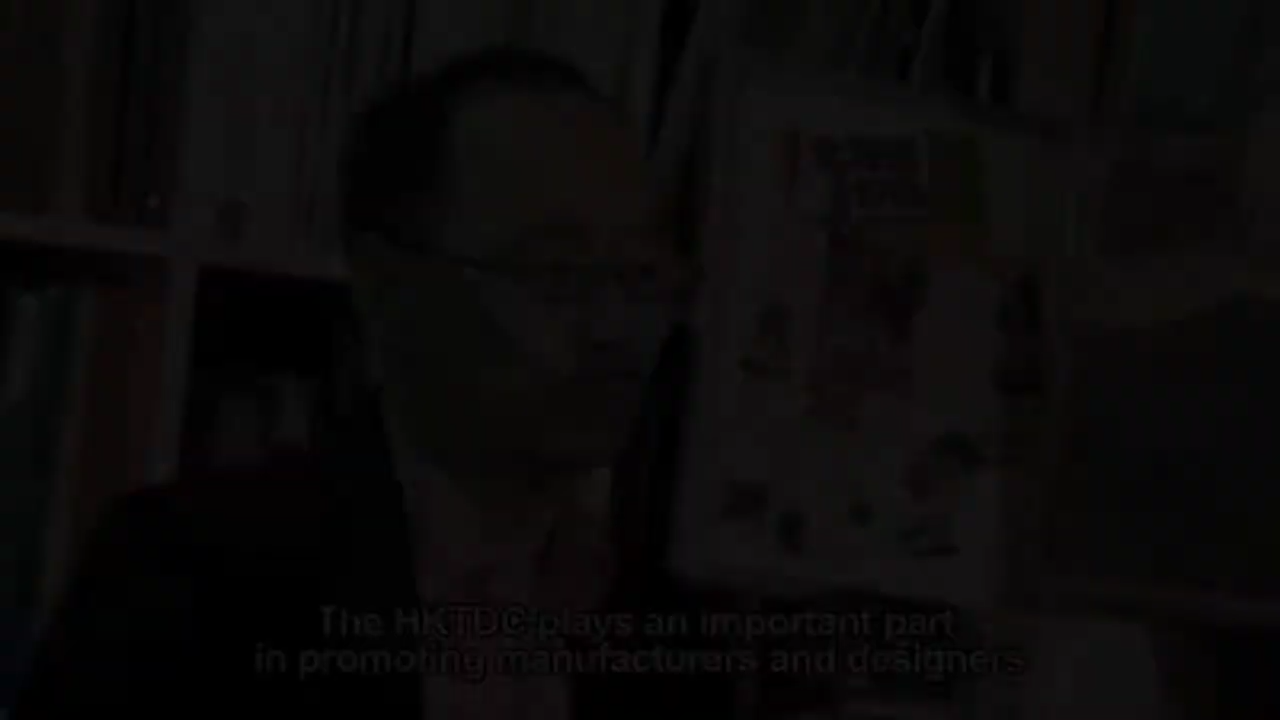 The HKTDC plays an important part
in promoting manufacturers and designers